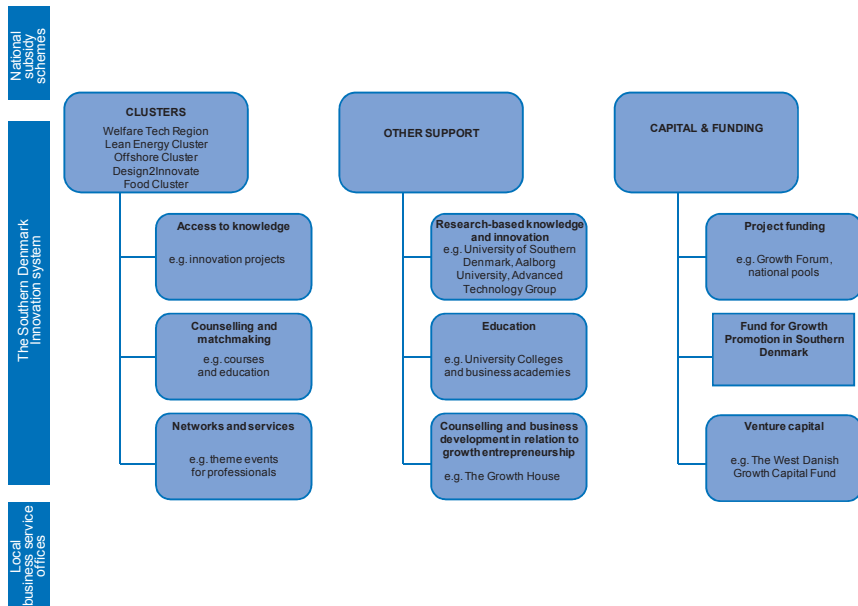 National
subsidy
schemes
The Southern Denmark
Innovation system
Local
business service
offices
CLUSTERS
Welfare Tech Region
Lean Energy Cluster
Offshore Cluster
Design2Innovate
Food Cluster
Access to knowledge
e.g. innovation projects
Counselling and
matchmaking
e.g. courses
and education
Networks and services
e.g. theme events
for professionals
OTHER SUPPORT
Research-based knowledge
and innovation
e.g. University of Southern
Denmark, Aalborg
University, Advanced
Technology Group
Education
e.g. University Colleges
and business academies
Counselling and business
development in relation to
growth entrepreneurship
e.g. The Growth House
CAPITAL & FUNDING
Project funding
e.g. Growth Forum,
national pools
Fund for Growth
Promotion in Southern
Denmark
Venture capital
e.g. The West Danish
Growth Capital Fund